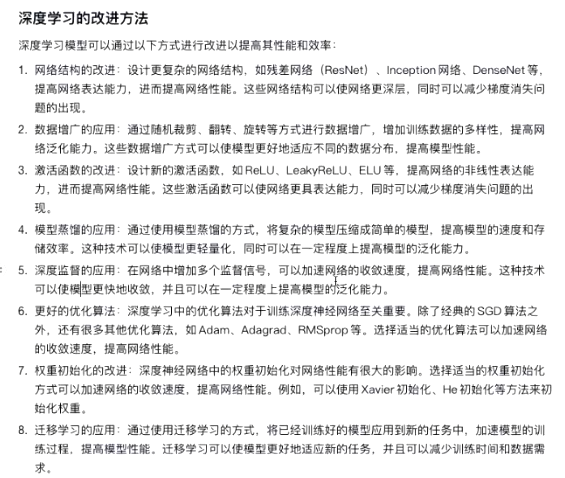 深度学习的改进方法
深度学习模型可以通过以下方式进行改进以提高其性能和效率：
1. 网络结构的改进：设计更复杂的网络结构，如残差网络（ResNet）、Inception 网络、DenseNet 等，
提高网络表达能力，进而提高网络性能。这些网络结构可以使网络更深层，同时可以减少梯度消失问
题的出现。
2. 数据增广的应用：通过随机裁剪、翻转、旋转等方式进行数据增广，增加训练数据的多样性，提高网
络泛化能力。这些数据增广方式可以使模型更好地适应不同的数据分布，提高模型性能。
3. 激活函数的改进：设计新的激活函数，如 ReLU、LeakyReLU、ELU 等，提高网络的非线性表达能
力，进而提高网络性能。这些激活函数可以使网络更具表达能力，同时可以减少梯度消失问题的出
现。
4. 模型蒸馏的应用：通过使用模型蒸馏的方式，将复杂的模型压缩成简单的模型，提高模型的速度和存
储效率。这种技术可以使模型更轻量化，同时可以在一定程度上提高模型的泛化能力。
5. 深度监督的应用：在网络中增加多个监督信号，可以加速网络的收敛速度，提高网络性能。这种技术
可以使模型更快地收敛，并且可以在一定程度上提高模型的泛化能力。
6. 更好的优化算法：深度学习中的优化算法对于训练深度神经网络至关重要。除了经典的 SGD 算法之
外，还有很多其他优化算法，如 Adam、Adagrad、RMSprop 等。选择适当的优化算法可以加速网络
的收敛速度，提高网络性能。
7. 权重初始化的改进：深度神经网络中的权重初始化对网络性能有很大的影响。选择适当的权重初始化
方式可以加速网络的收敛速度，提高网络性能。例如，可以使用 Xavier 初始化、He 初始化等方法来初
始化权重。
8. 迁移学习的应用：通过使用迁移学习的方式，将已经训练好的模型应用到新的任务中，加速模型的训
练过程，提高模型性能。迁移学习可以使模型更好地适应新的任务，并且可以减少训练时间和数据需
求。